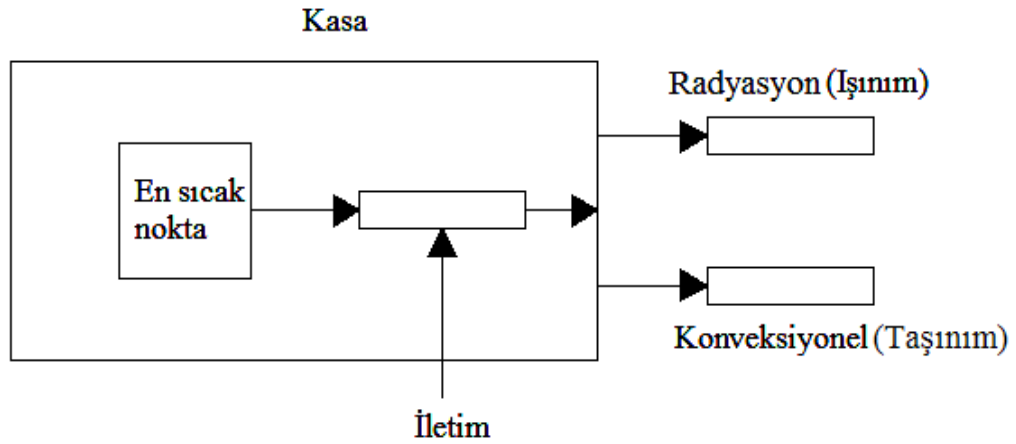 Kasa
Radyasyon (Işınım)
En sıcak
nokta
Konveksiyonel (Taşınım)
İletim